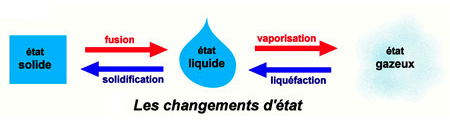 état
solide
fusion
solidification
état
liquide
vaporisation
liquéfaction
état
gazeux
Les changements d'état